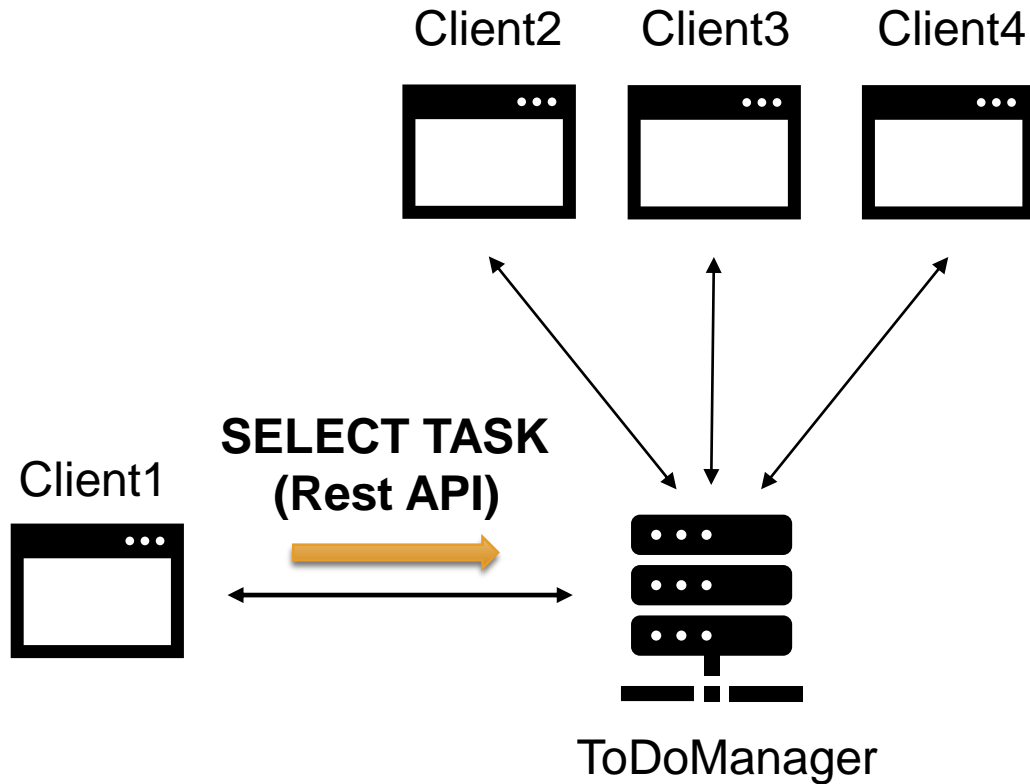 Client2 Client3 Client4
SELECT TASK
(Rest API)
Client1
ToDoManager